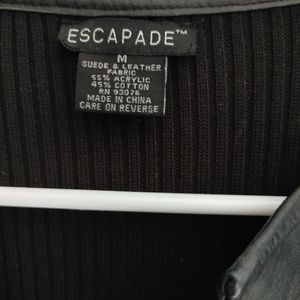 ESCAPADE™
M
SUEDE & LEATHER
FABRIC
55% ACRYLIC
45% COTTON
RN 93076
MADE IN CHINA
CARE ON REVERSE